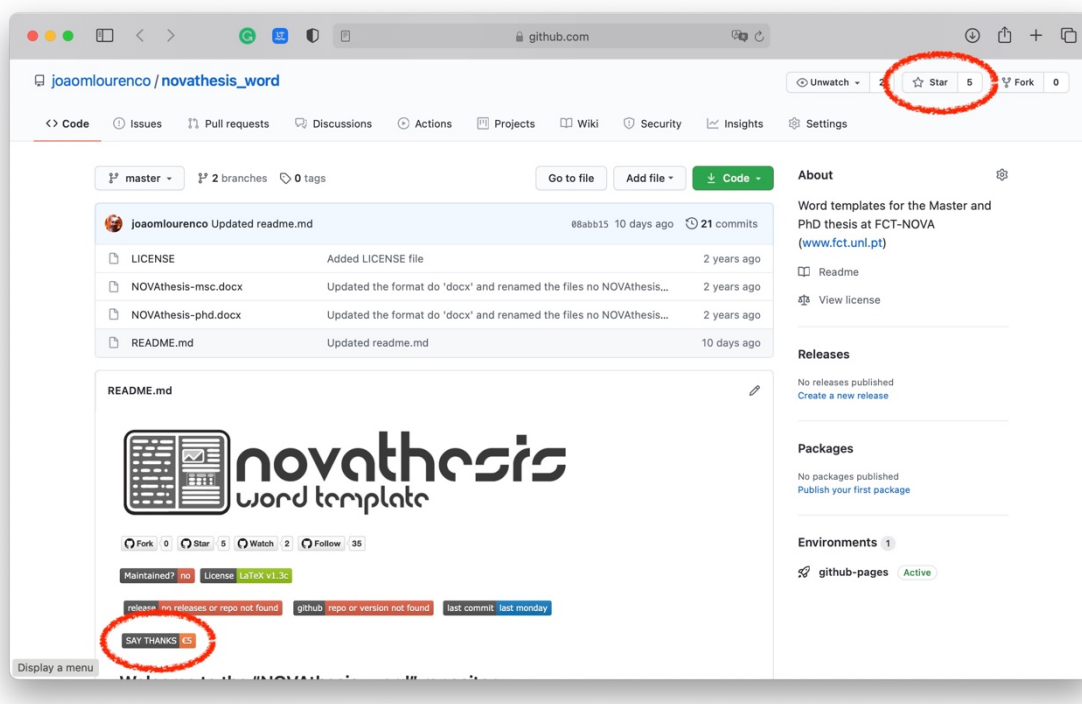 github.com
joaomlourenco / novathesis_word
Unwatch 2 Star 5 Fork 0
Code Issues Pull requests Discussions Actions Projects Wiki Security Insights Settings
master 2 branches 0 tags Go to file Add file Code
joaomlourenco Updated readme.md 08abb15 10 days ago 21 commits
LICENSE Added LICENSE file 2 years ago
NOVAthesis-msc.docx Updated the format do 'docx' and renamed the files no NOVAthesis... 2 years ago
NOVAthesis-phd.docx Updated the format do 'docx' and renamed the files no NOVAthesis... 2 years ago
README.md Updated readme.md 10 days ago
README.md
novathesis
word template
Fork 0 Star 5 Watch 2 Follow 35
Maintained? no License LaTeX v1.3c
release no releases or repo not found github repo or version not found last commit last monday
SAY THANKS €5
Welcome to the "NOVAthesis word" repository
Display a menu
About
Word templates for the Master and
PhD thesis at FCT-NOVA
(www.fct.unl.pt)
Readme
View license
Releases
No releases published
Create a new release
Packages
No packages published
Publish your first package
Environments 1
github-pages Active